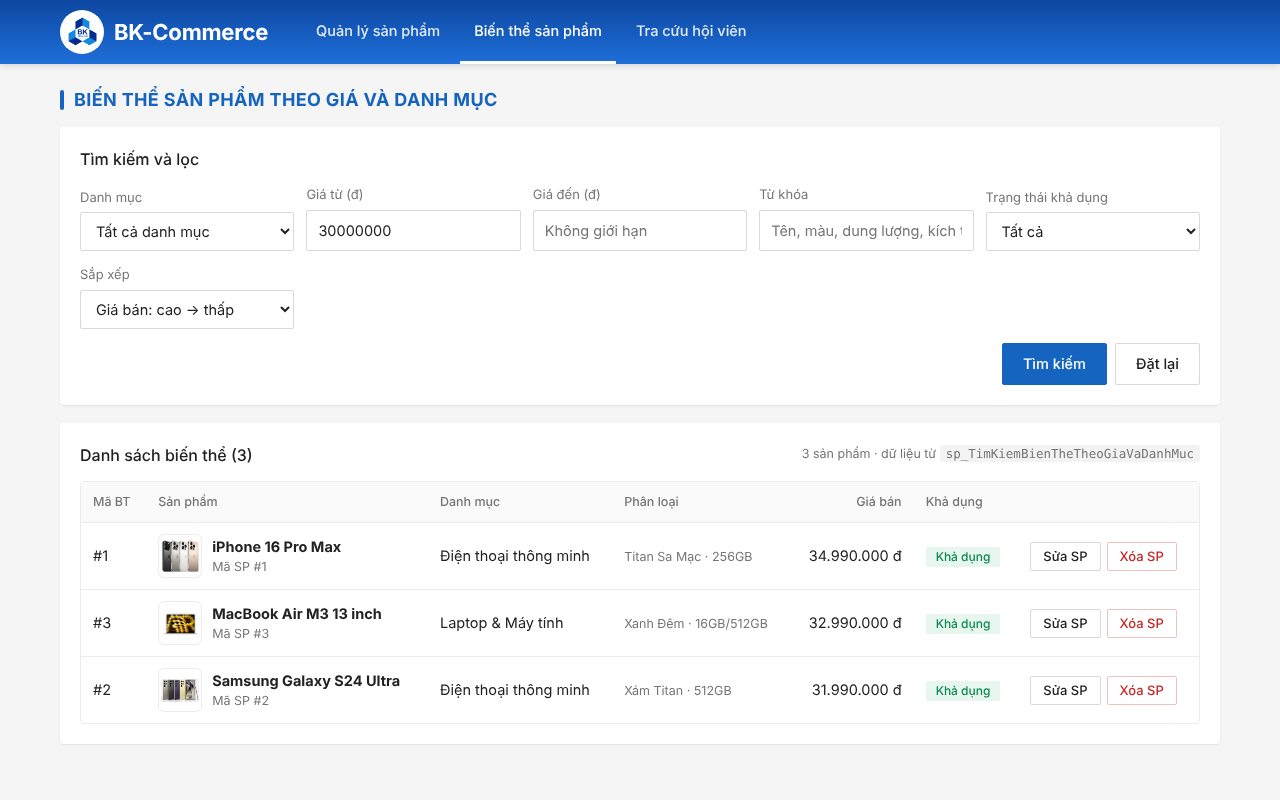 BK
BK-Commerce
Quản lý sản phẩm
Biến thể sản phẩm
Tra cứu hội viên
BIẾN THỂ SẢN PHẨM THEO GIÁ VÀ DANH MỤC
Tìm kiếm và lọc
Danh mục
Giá từ (đ)
Giá đến (đ)
Từ khóa
Trạng thái khả dụng
Tất cả danh mục
30000000
Không giới hạn
Tên, màu, dung lượng, kích t
Tất cả
Sắp xếp
Giá bán: cao → thấp
Tìm kiếm
Đặt lại
Danh sách biến thể (3)
3 sản phẩm · dữ liệu từ sp_TimKiemBienTheTheoGiaVaDanhMuc
Mã BT Sản phẩm Danh mục Phân loại Giá bán Khả dụng
#1 iPhone 16 Pro Max Điện thoại thông minh Titan Sa Mạc · 256GB 34.990.000 đ Khả dụng Sửa SP Xóa SP
Mã SP #1
#3 MacBook Air M3 13 inch Laptop & Máy tính Xanh Đêm · 16GB/512GB 32.990.000 đ Khả dụng Sửa SP Xóa SP
Mã SP #3
#2 Samsung Galaxy S24 Ultra Điện thoại thông minh Xám Titan · 512GB 31.990.000 đ Khả dụng Sửa SP Xóa SP
Mã SP #2